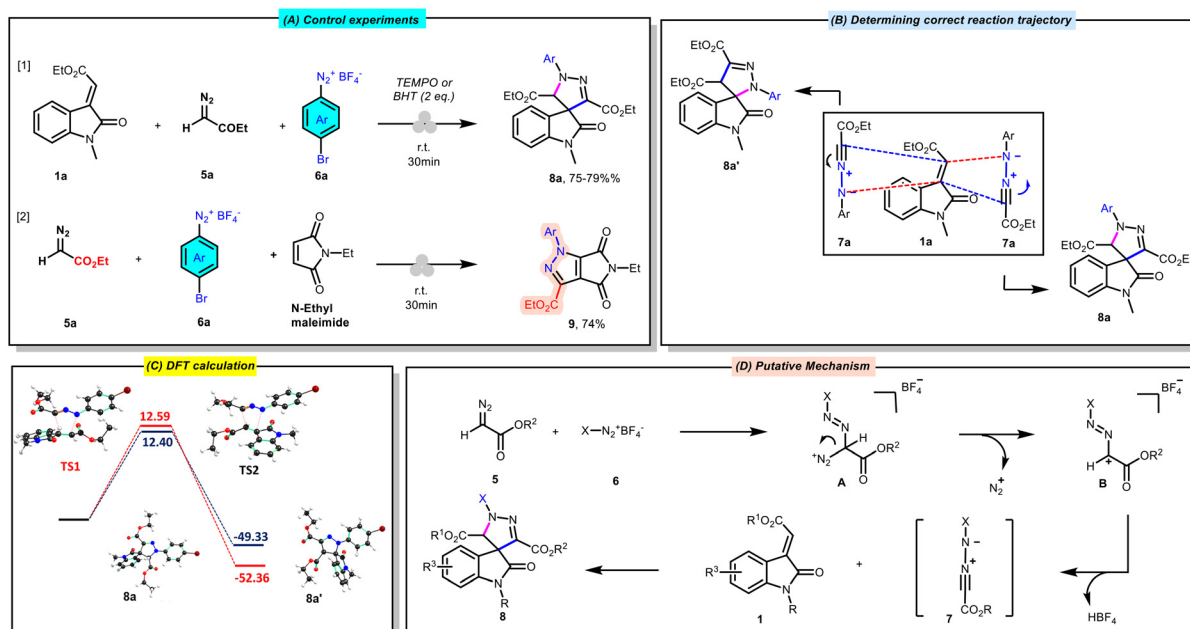 (A) Control experiments
[1]
EtO₂C
O
N
1a
+
N₂
H
COEt
5a
+
N₂⁺ BF₄⁻
Ar
Br
6a
TEMPO or
BHT (2 eq.)
r.t.
30min
Ar
N
N
EtO₂C
CO₂Et
O
N
8a, 75-79%%
[2]
N₂
H
CO₂Et
5a
+
N₂⁺ BF₄⁻
Ar
Br
6a
+
O
N
Et
O
N-Ethyl
maleimide
r.t.
30min
Ar
N
N
O
N
Et
O
EtO₂C
9, 74%
(B) Determining correct reaction trajectory
EtO₂C
N
EtO₂C
N
Ar
O
N
8a'
CO₂Et
N
+
N
−
Ar
7a
EtO₂C
O
N
1a
Ar
N
−
N
+
CO₂Et
7a
Ar
N
N
EtO₂C
CO₂Et
O
N
8a
(C) DFT calculation
12.59
12.40
TS1
TS2
-49.33
-52.36
8a
8a'
(D) Putative Mechanism
N₂
OR²
O
5
+
X−N₂⁺BF₄⁻
6
BF₄⁻
X
N
N
H
OR²
⁺N₂
O
A
N₂⁺
BF₄⁻
X
N
N
OR²
H
+
O
B
HBF₄
X
N
−
N
+
CO₂R
7
+
R¹O₂C
R³
O
N
R
1
X
N
N
R¹O₂C
CO₂R²
R³
O
N
R
8